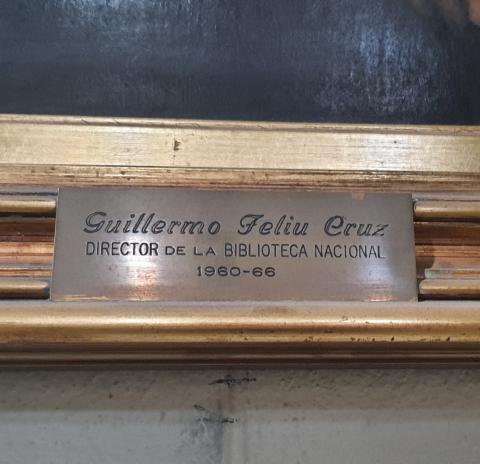 Guillermo Feliu Cruz
DIRECTOR DE LA BIBLIOTECA NACIONAL
1960-66